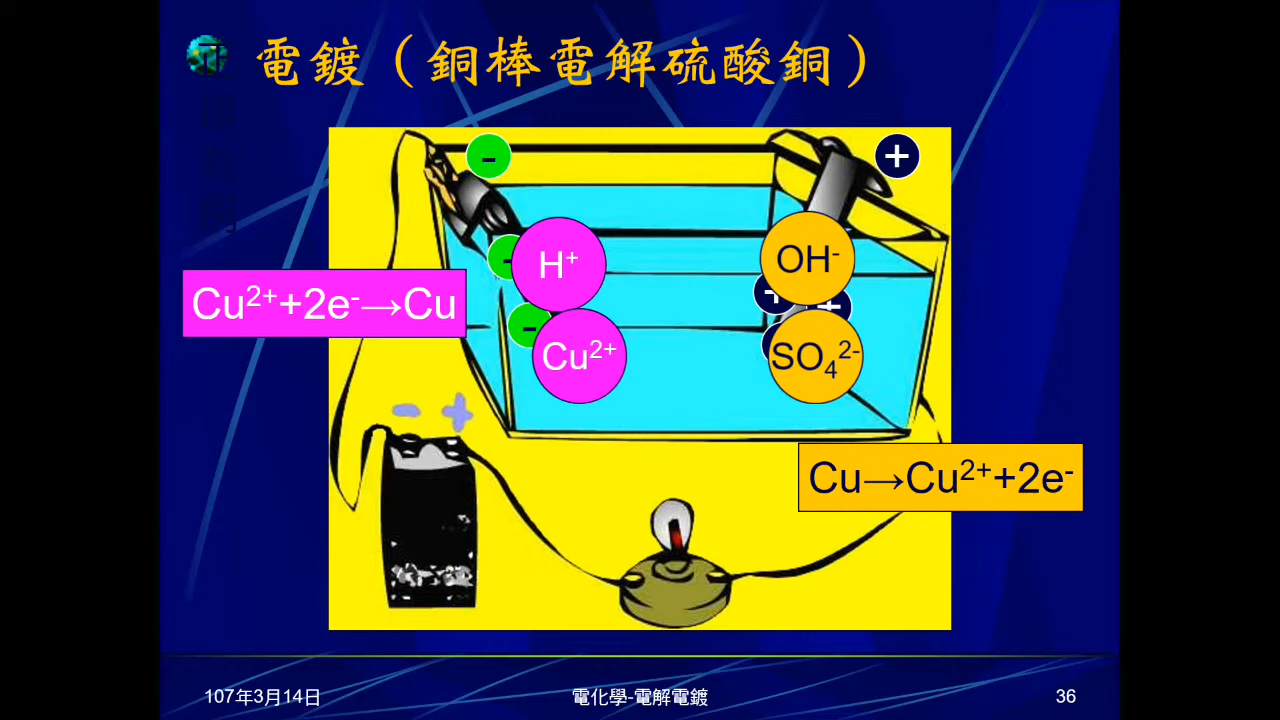 電鍍（銅棒電解硫酸銅）
-
+
- H⁺
OH⁻
+ +
Cu²⁺+2e⁻→Cu
- Cu²⁺
SO₄²⁻
- +
Cu→Cu²⁺+2e⁻
107年3月14日
電化學-電解電鍍
36